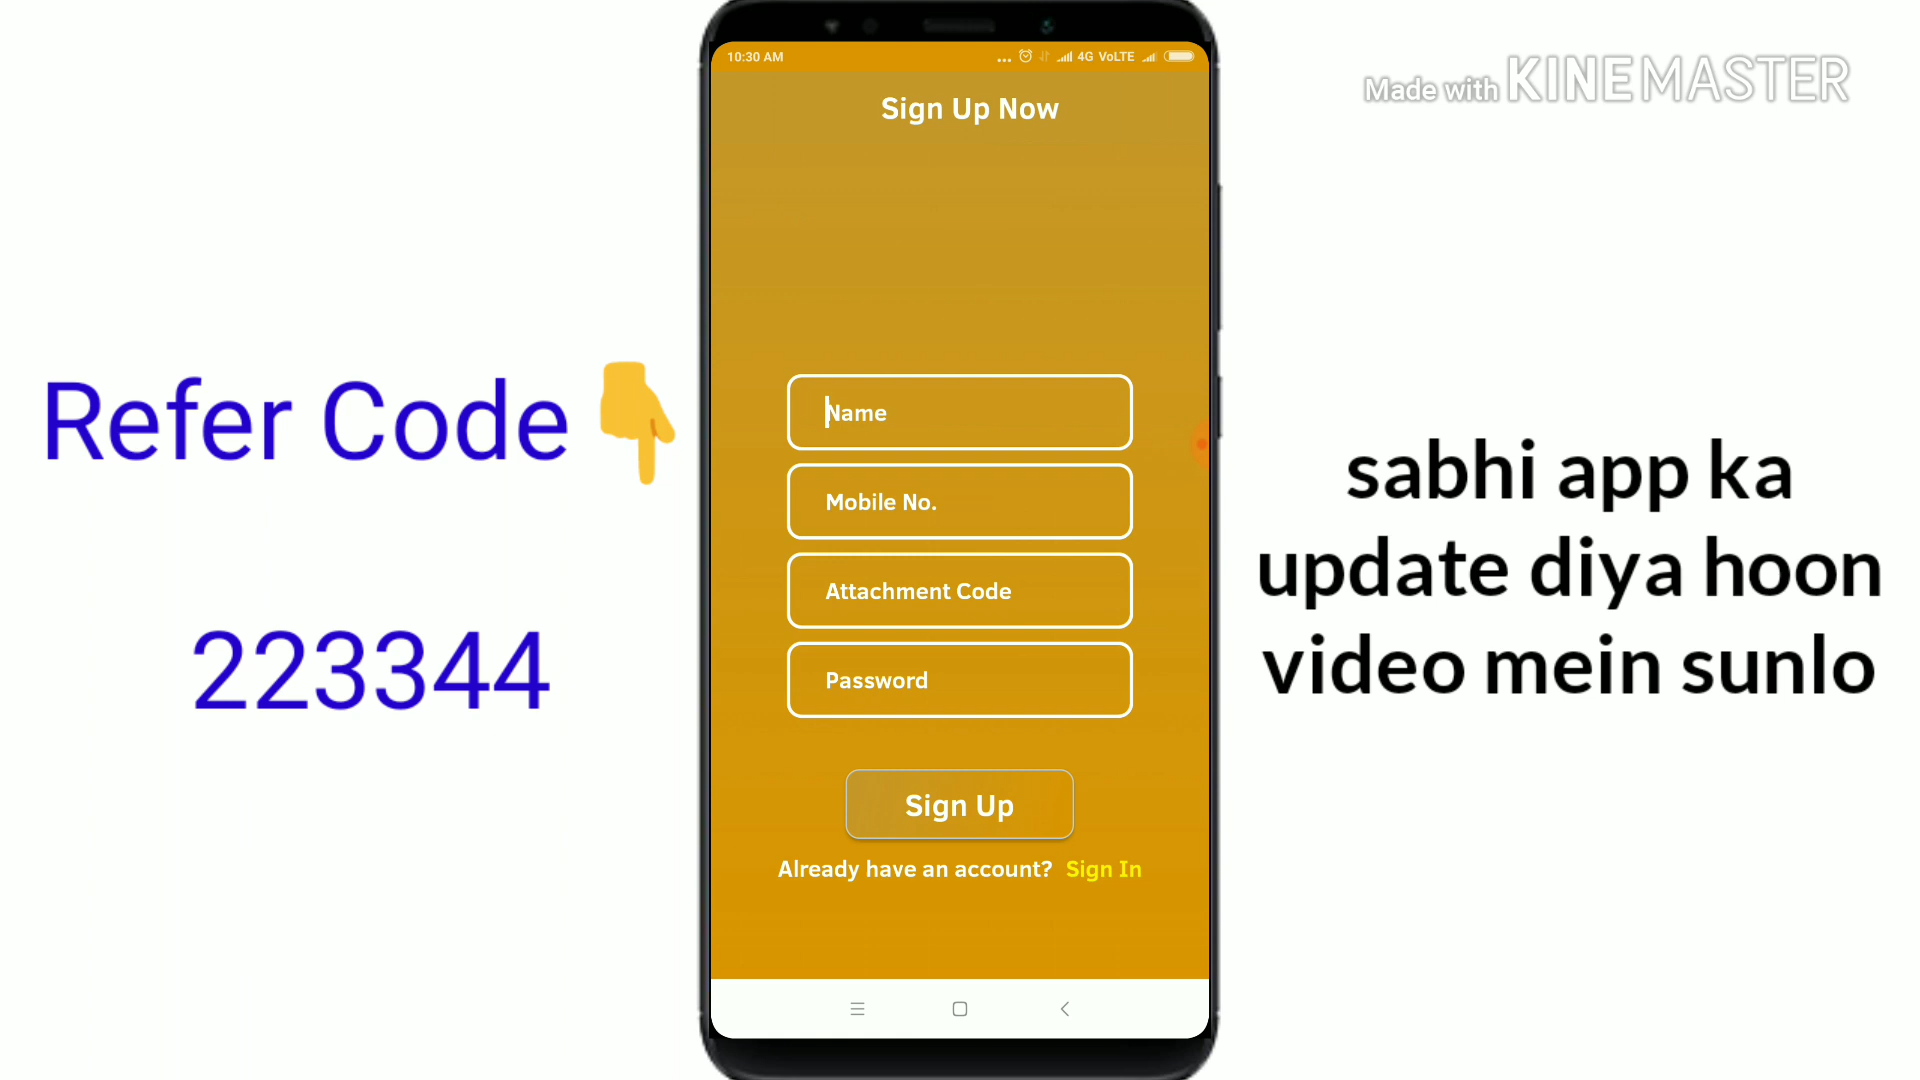 10:30 AM
4G VoLTE
Sign Up Now
Made with KINEMASTER
Refer Code
223344
Name
Mobile No.
Attachment Code
Password
Sign Up
Already have an account? Sign In
sabhi app ka
update diya hoon
video mein sunlo